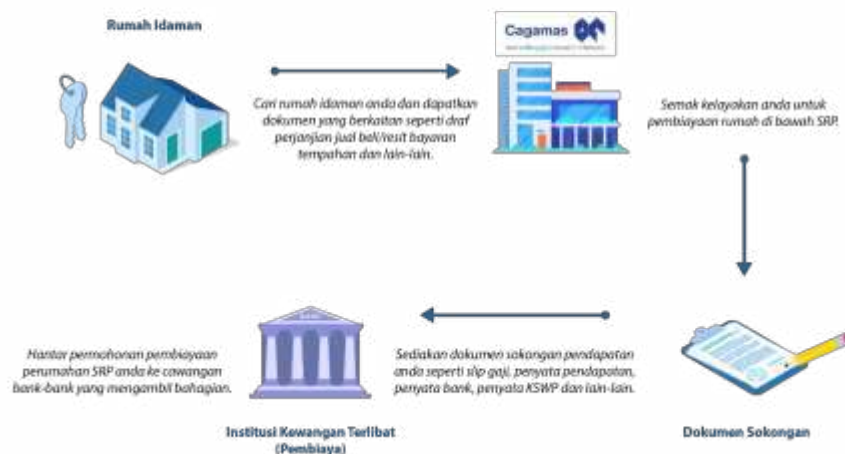 Rumah Idaman
Cagamas
Cari rumah idaman anda dan dapatkan
dokumen yang berkaitan seperti draf
perjanjian jual beli/resit bayaran
tempahan dan lain-lain.
Semak kelayakan anda untuk
pembiayaan rumah di bawah SRP.
Hantar permohonan pembiayaan
perumahan SRP anda ke cawangan
bank-bank yang mengambil bahagian.
Sediakan dokumen sokongan pendapatan
anda seperti slip gaji, penyata pendapatan,
penyata bank, penyata KSWP dan lain-lain.
Institusi Kewangan Terlibat
(Pembiaya)
Dokumen Sokongan